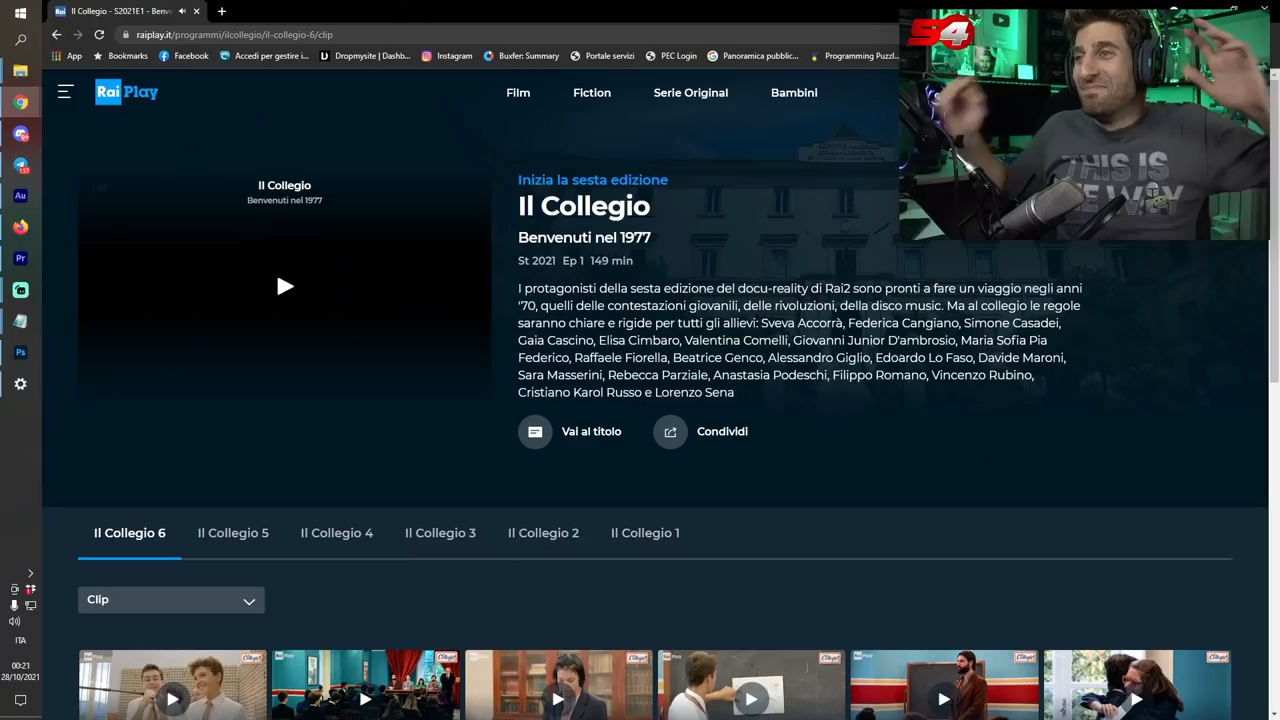 Il Collegio - S2021E1 - Benv
raiplay.it/programmi/ilcollegio/il-collegio-6/clip
App
Bookmarks
Facebook
Accedi per gestire i...
Dropmysite | Dashb...
Instagram
Buxfer: Summary
Portale servizi
PEC Login
Panoramica pubblic...
Programming Puzzl...
S4
THIS IS
THE WAY
Rai Play
Film
Fiction
Serie Original
Bambini
Il Collegio
Benvenuti nel 1977
Inizia la sesta edizione
Il Collegio
Benvenuti nel 1977
St 2021 Ep 1 149 min
I protagonisti della sesta edizione del docu-reality di Rai2 sono pronti a fare un viaggio negli anni
'70, quelli delle contestazioni giovanili, delle rivoluzioni, della disco music. Ma al collegio le regole
saranno chiare e rigide per tutti gli allievi: Sveva Accorrà, Federica Cangiano, Simone Casadei,
Gaia Cascino, Elisa Cimbaro, Valentina Comelli, Giovanni Junior D'ambrosio, Maria Sofia Pia
Federico, Raffaele Fiorella, Beatrice Genco, Alessandro Giglio, Edoardo Lo Faso, Davide Maroni,
Sara Masserini, Rebecca Parziale, Anastasia Podeschi, Filippo Romano, Vincenzo Rubino,
Cristiano Karol Russo e Lorenzo Sena
Vai al titolo
Condividi
Il Collegio 6
Il Collegio 5
Il Collegio 4
Il Collegio 3
Il Collegio 2
Il Collegio 1
Clip
Au
Pr
Ps
ITA
00:21
28/10/2021